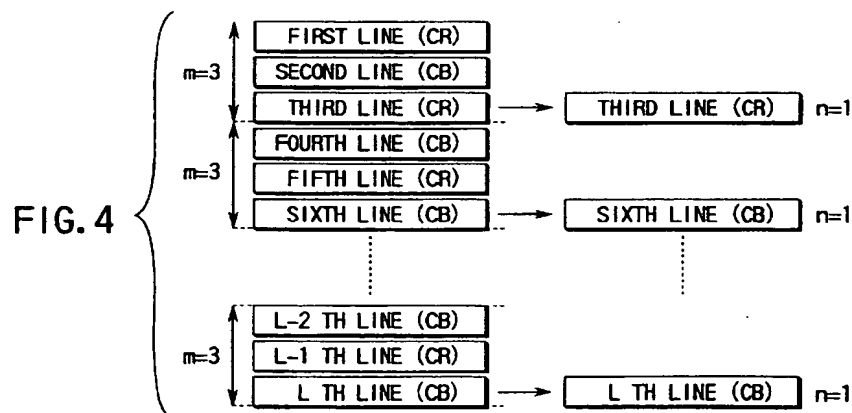 FIRST LINE (CR)
m=3 SECOND LINE (CB)
THIRD LINE (CR) THIRD LINE (CR) n=1
FOURTH LINE (CB)
m=3 FIFTH LINE (CR)
FIG. 4 SIXTH LINE (CB) SIXTH LINE (CB) n=1
L-2 TH LINE (CB)
m=3 L-1 TH LINE (CR)
L TH LINE (CB) L TH LINE (CB) n=1